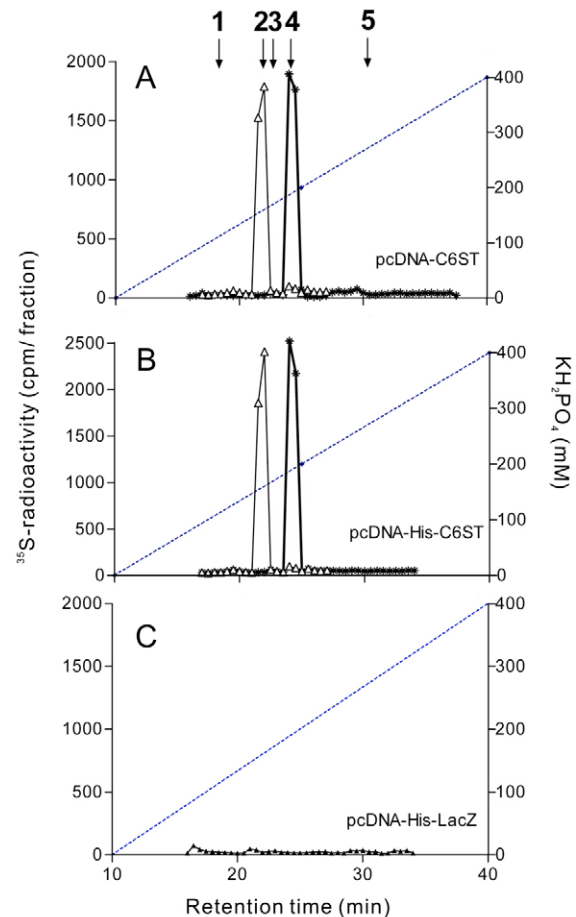 1 2 3 4 5
A
2000
1500
1000
500
0
400
300
200
100
0
pcDNA-C6ST
B
2500
2000
1500
1000
500
0
400
300
200
100
0
pcDNA-His-C6ST
C
2000
1500
1000
500
0
400
300
200
100
0
pcDNA-His-LacZ
10 20 30 40
Retention time (min)
³⁵S-radioactivity (cpm/ fraction)
KH₂PO₄ (mM)